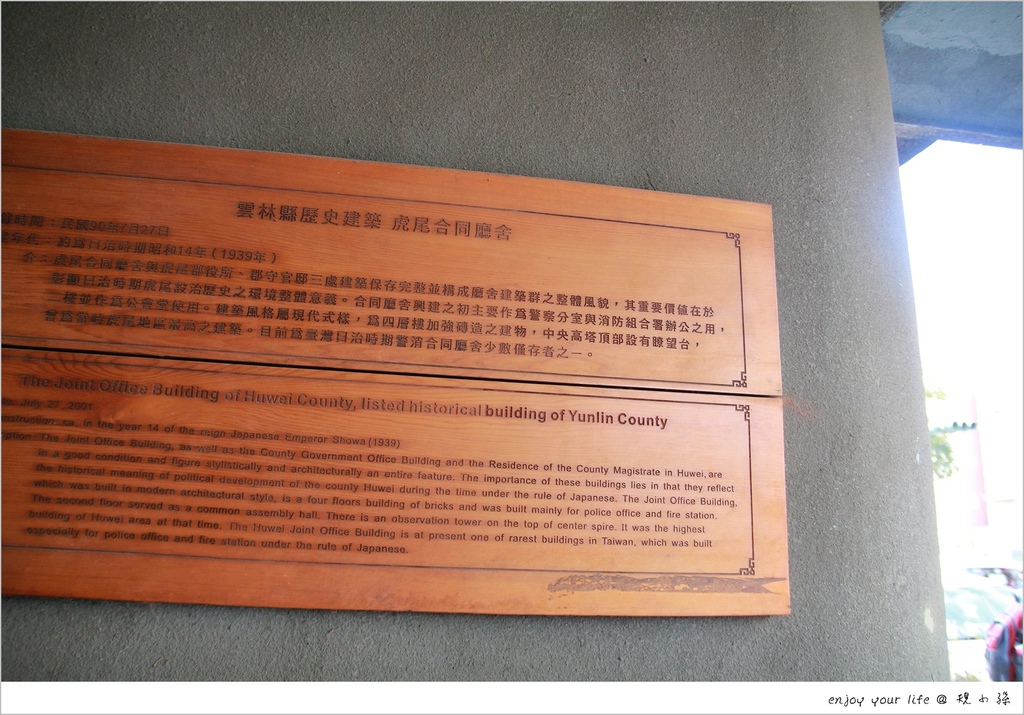 雲林縣歷史建築 虎尾合同廳舍
時間：民國90年7月27日
年代：約為日治時期昭和14年（1939年）
介：虎尾合同廳舍與虎尾郡役所、郡守官邸三處建築保存完整並構成廳舍建築群之整體風貌，其重要價值在於
彰顯日治時期虎尾設治歷史之環境整體意義。合同廳舍興建之初主要作為警察分室與消防組合署辦公之用，
二樓並作為公會堂使用。建築風格屬現代式樣，為四層樓加強磚造之建物，中央高塔頂部設有瞭望台，
會為當時虎尾地區最高之建築。目前為臺灣日治時期警消合同廳舍少數僅存者之一。
The Joint Office Building of Huwei County, listed historical building of Yunlin County
July 27, 2001
nstruction: ca. in the year 14 of the reign Japanese Emperor Showa (1939)
ption: The Joint Office Building, as well as the County Government Office Building and the Residence of the County Magistrate in Huwei, are
in a good condition and figure stylistically and architecturally an entire feature. The importance of these buildings lies in that they reflect
the historical meaning of political development of the county Huwei during the time under the rule of Japanese. The Joint Office Building,
which was built in modern architectural style, is a four floors building of bricks and was built mainly for police office and fire station.
The second floor served as a common assembly hall. There is an observation tower on the top of center spire. It was the highest
building of Huwei area at that time. The Huwei Joint Office Building is at present one of rarest buildings in Taiwan, which was built
especially for police office and fire station under the rule of Japanese.
enjoy your life @ 規小孫